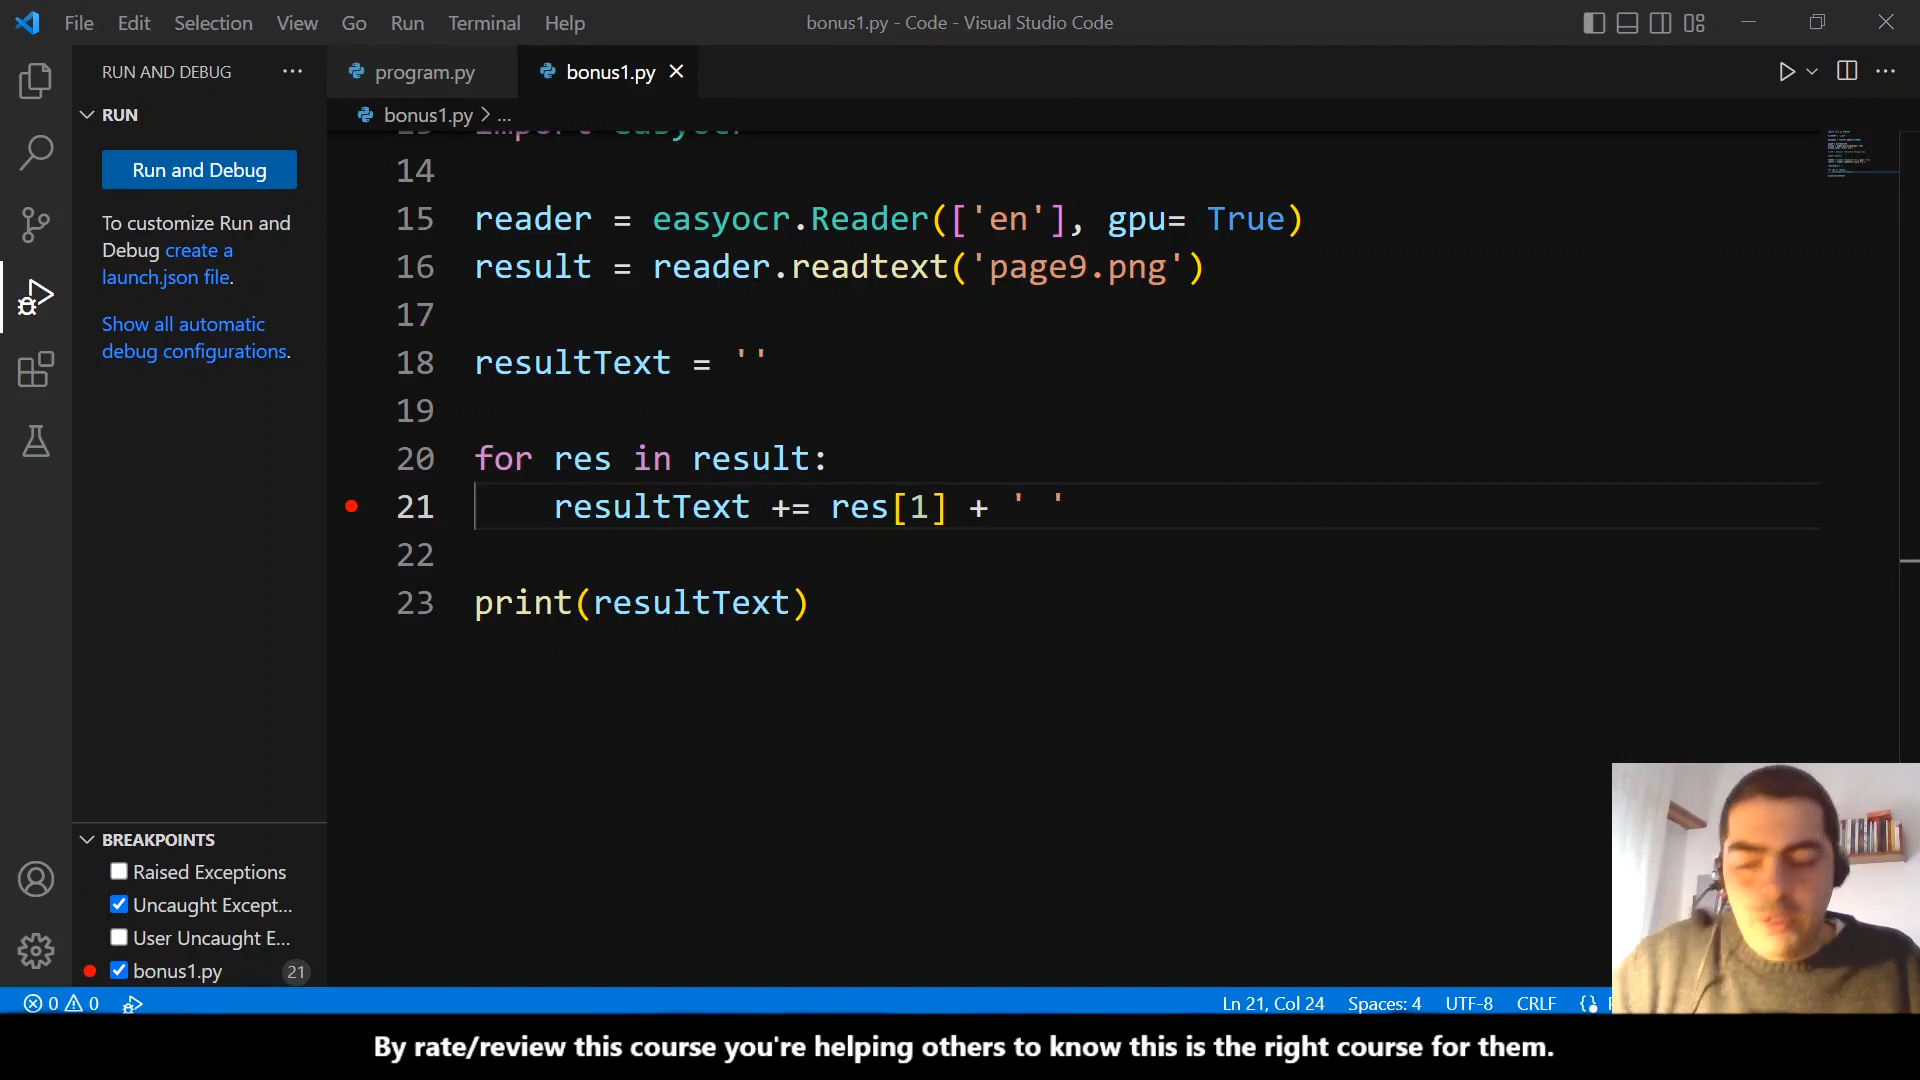 File Edit Selection View Go Run Terminal Help
bonus1.py - Code - Visual Studio Code
RUN AND DEBUG ···
program.py
bonus1.py
RUN
bonus1.py > ...
Run and Debug
To customize Run and
Debug create a
launch.json file.
Show all automatic
debug configurations.
13 import easyocr
14
15 reader = easyocr.Reader(['en'], gpu= True)
16 result = reader.readtext('page9.png')
17
18 resultText = ''
19
20 for res in result:
21 resultText += res[1] + ' '
22
23 print(resultText)
BREAKPOINTS
Raised Exceptions
Uncaught Except...
User Uncaught E...
bonus1.py 21
0 0
Ln 21, Col 24 Spaces: 4 UTF-8 CRLF {}
By rate/review this course you're helping others to know this is the right course for them.